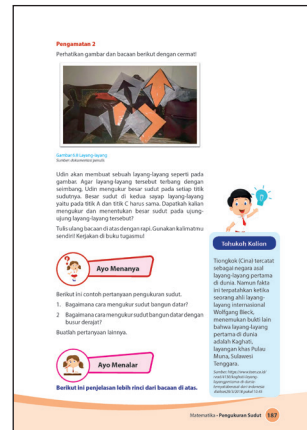 Pengamatan 2
Perhatikan gambar dan bacaan berikut dengan cermat!
Gambar 6.8 Layang-layang
Sumber: dokumentasi penulis
Udin akan membuat sebuah layang-layang seperti pada
gambar. Agar layang-layang tersebut terbang dengan
seimbang, Udin mengukur besar sudut pada setiap titik
sudutnya. Besar sudut di kedua sayap layang-layang
yaitu pada titik A dan titik C harus sama. Dapatkah kalian
mengukur dan menentukan besar sudut pada ujung-
ujung layang-layang tersebut?
Tulis ulang bacaan di atas dengan rapi. Gunakan kalimatmu
sendiri! Kerjakan di buku tugasmu!
Ayo Menanya
Berikut ini contoh pertanyaan pengukuran sudut.
1. Bagaimana cara mengukur sudut bangun datar?
2 Bagaimana cara mengukur sudut bangun datar dengan
busur derajat?
Buatlah pertanyaan lainnya.
Ayo Menalar
Berikut ini penjelasan lebih rinci dari bacaan di atas.
Tahukah Kalian
Tiongkok (Cina) tercatat
sebagai negara asal
layang-layang pertama
di dunia. Namun fakta
ini terpatahkan ketika
seorang ahli layang-
layang internasional
Wolfgang Bieck,
menemukan bukti lain
bahwa layang-layang
pertama di dunia
adalah Kaghati,
layangan khas Pulau
Muna, Sulawesi
Tenggara.
Matematika - Pengukuran Sudut 187